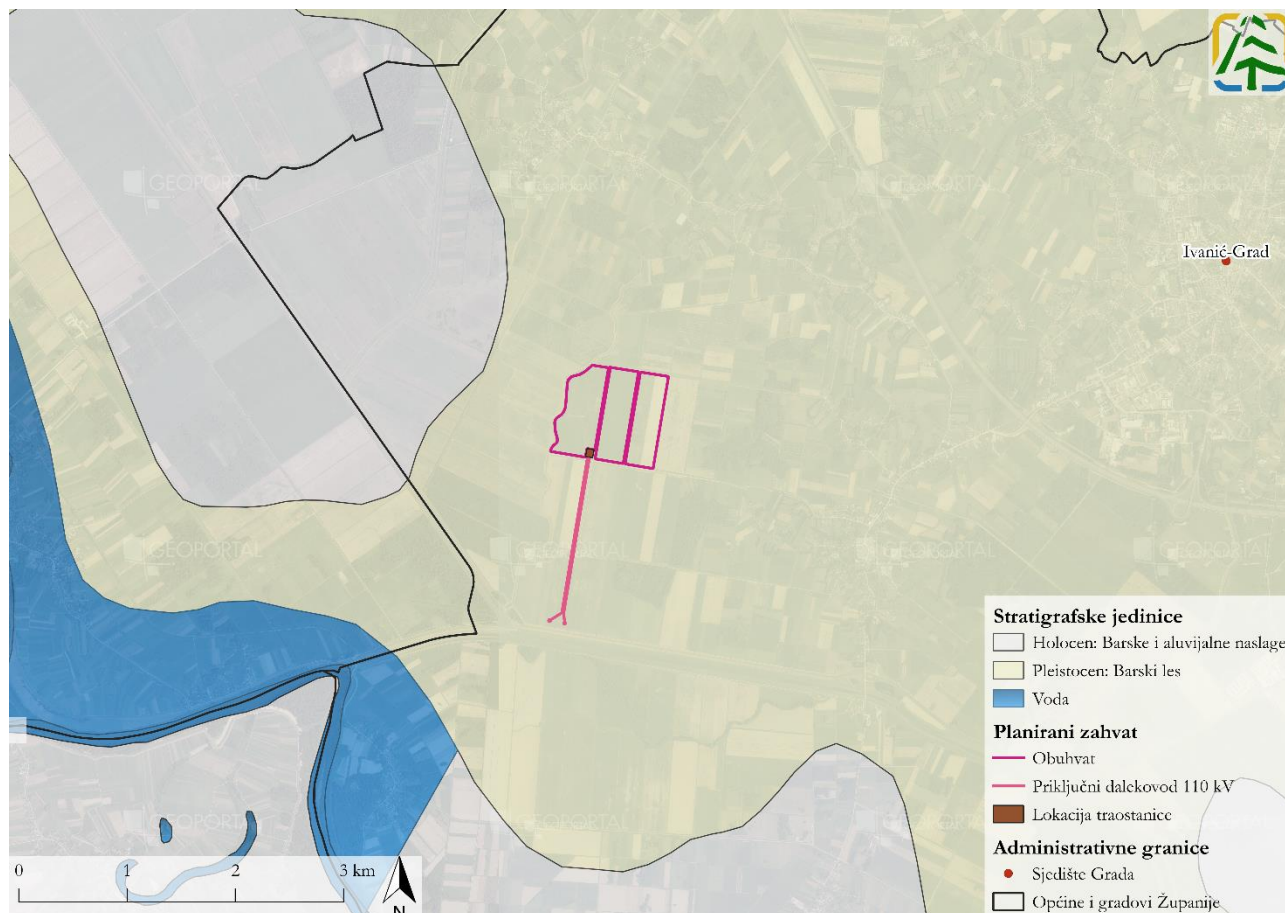 GEOPORTAL
GEOPORTAL
GEOPORTAL
GEOPORTAL
Ivanić-Grad
GEOPORTAL
GEOPORTAL
GEOPORTAL
GEOPORTAL
Stratigrafske jedinice
Holocen: Barske i aluvijalne naslage
Pleistocen: Barski les
Voda
Planirani zahvat
Obuhvat
Priključni dalekovod 110 kV
Lokacija traostanice
Administrativne granice
Sjedište Grada
Općine i gradovi Županije
0 1 2 3 km
N